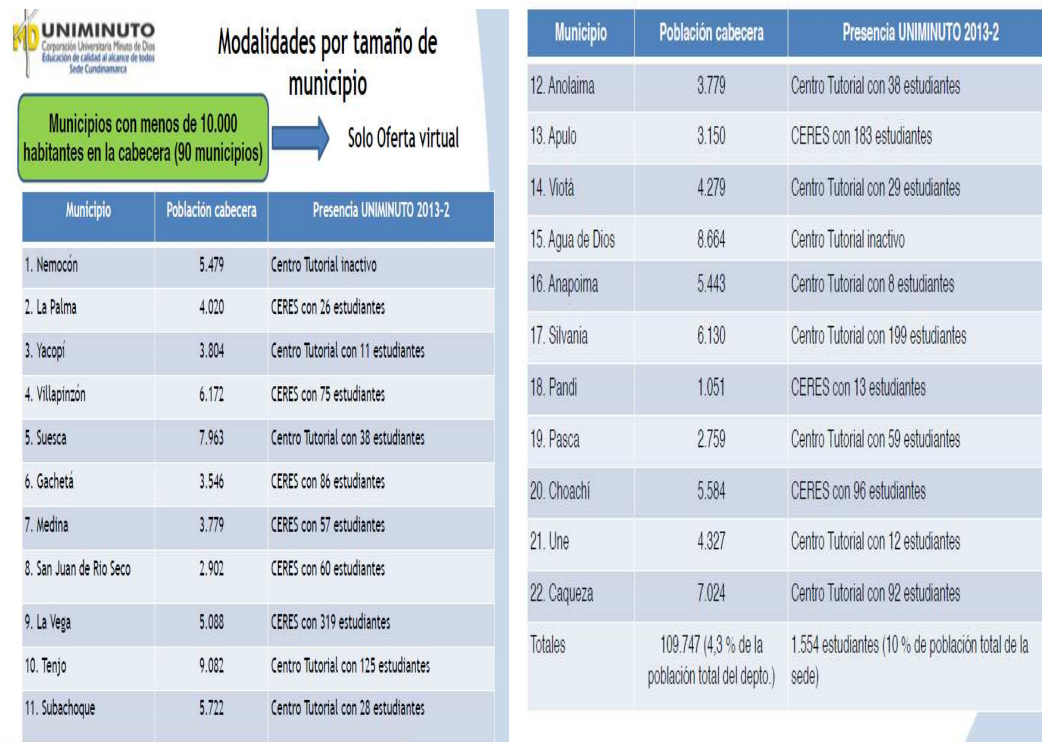 UNIMINUTO
Corporación Universitaria Minuto de Dios
Educación de calidad al alcance de todos
Sede Cundinamarca
Modalidades por tamaño de
municipio
Municipios con menos de 10.000
habitantes en la cabecera (90 municipios)
Solo Oferta virtual
Municipio Población cabecera Presencia UNIMINUTO 2013-2
1. Nemocón 5.479 Centro Tutorial inactivo
2. La Palma 4.020 CERES con 26 estudiantes
3. Yacopí 3.804 Centro Tutorial con 11 estudiantes
4. Villapinzón 6.172 CERES con 75 estudiantes
5. Suesca 7.963 Centro Tutorial con 38 estudiantes
6. Gachetá 3.546 CERES con 86 estudiantes
7. Medina 3.779 CERES con 57 estudiantes
8. San Juan de Rio Seco 2.902 CERES con 60 estudiantes
9. La Vega 5.088 CERES con 319 estudiantes
10. Tenjo 9.082 Centro Tutorial con 125 estudiantes
11. Subachoque 5.722 Centro Tutorial con 28 estudiantes
Municipio Población cabecera Presencia UNIMINUTO 2013-2
12. Anolaima 3.779 Centro Tutorial con 38 estudiantes
13. Apulo 3.150 CERES con 183 estudiantes
14. Viotá 4.279 Centro Tutorial con 29 estudiantes
15. Agua de Dios 8.664 Centro Tutorial inactivo
16. Anapoima 5.443 Centro Tutorial con 8 estudiantes
17. Silvania 6.130 Centro Tutorial con 199 estudiantes
18. Pandi 1.051 CERES con 13 estudiantes
19. Pasca 2.759 Centro Tutorial con 59 estudiantes
20. Choachí 5.584 CERES con 96 estudiantes
21. Une 4.327 Centro Tutorial con 12 estudiantes
22. Caqueza 7.024 Centro Tutorial con 92 estudiantes
Totales 109.747 (4,3 % de la 1.554 estudiantes (10 % de población total de la
población total del depto.) sede)